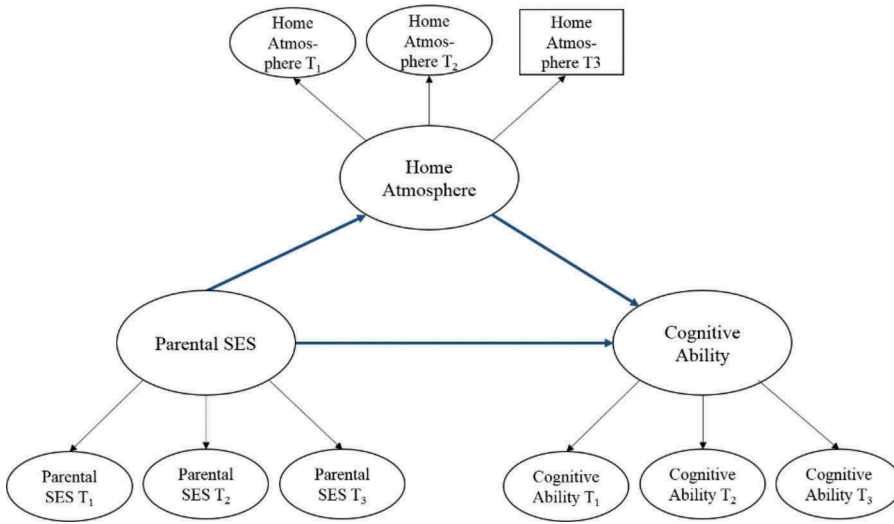 Home
Atmos-
phere T₁
Home
Atmos-
phere T₂
Home
Atmos-
phere T3
Home
Atmosphere
Parental SES
Cognitive
Ability
Parental
SES T₁
Parental
SES T₂
Parental
SES T₃
Cognitive
Ability T₁
Cognitive
Ability T₂
Cognitive
Ability T₃